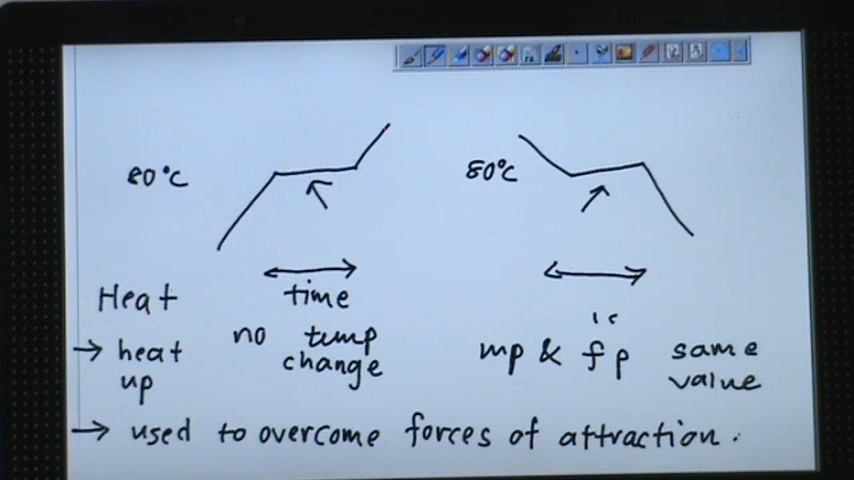 80°C
80°C
Heat
time
→ heat up
no temp change
is
mp & fp same value
→ used to overcome forces of attraction.